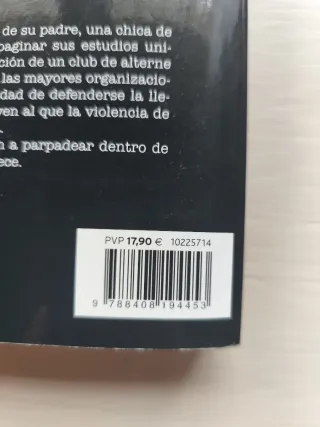 de su padre, una chica de
paginar sus estudios uni-
ción de un club de alterne
las mayores organizacio-
dad de defenderse la lle-
ven al que la violencia de
a parpadear dentro de
ece.
PVP 17,90 € 10225714
9 788408 194453